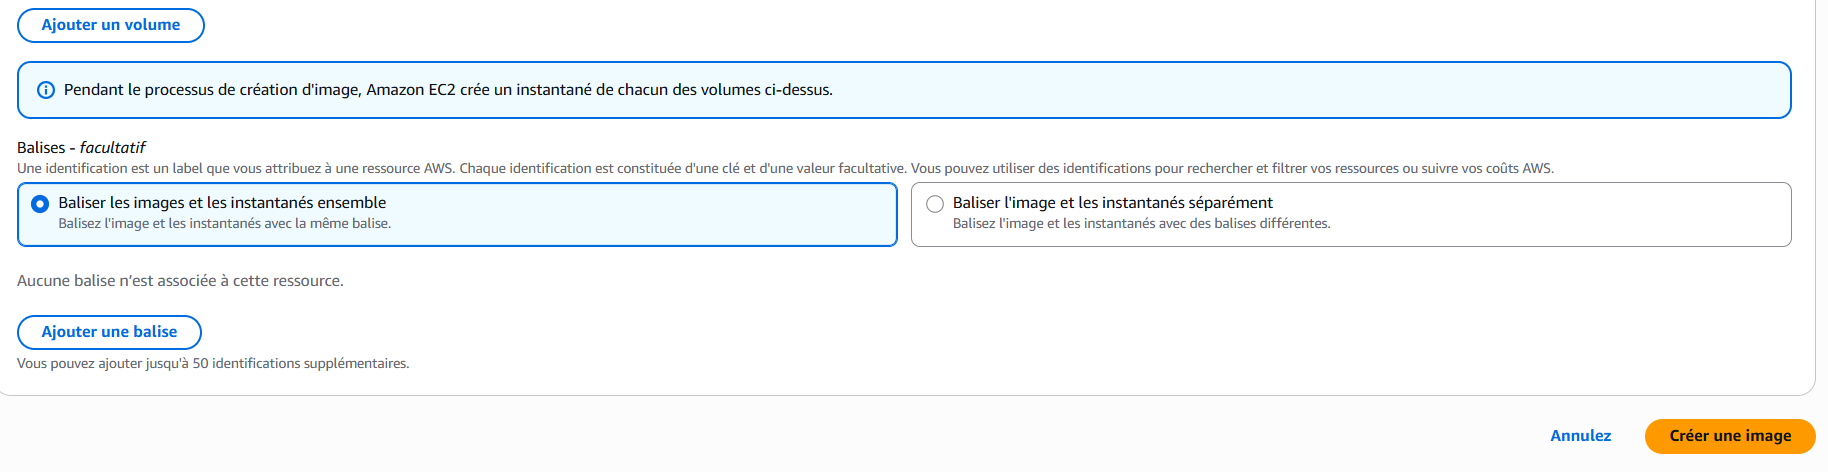 Ajouter un volume
Pendant le processus de création d'image, Amazon EC2 crée un instantané de chacun des volumes ci-dessus.
Balises - facultatif
Une identification est un label que vous attribuez à une ressource AWS. Chaque identification est constituée d'une clé et d'une valeur facultative. Vous pouvez utiliser des identifications pour rechercher et filtrer vos ressources ou suivre vos coûts AWS.
Baliser les images et les instantanés ensemble
Balisez l'image et les instantanés avec la même balise.
Baliser l'image et les instantanés séparément
Balisez l'image et les instantanés avec des balises différentes.
Aucune balise n’est associée à cette ressource.
Ajouter une balise
Vous pouvez ajouter jusqu'à 50 identifications supplémentaires.
Annulez
Créer une image